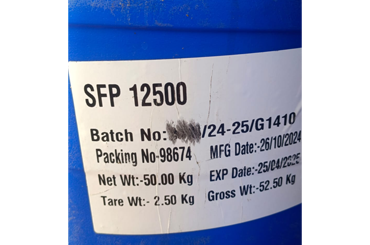 SFP 12500
Batch No: /24-25/G1410
Packing No-98674 MFG Date:-26/10/2024
Net Wt:-50.00 Kg EXP Date:-25/04/2025
Tare Wt:- 2.50 Kg Gross Wt:-52.50 Kg